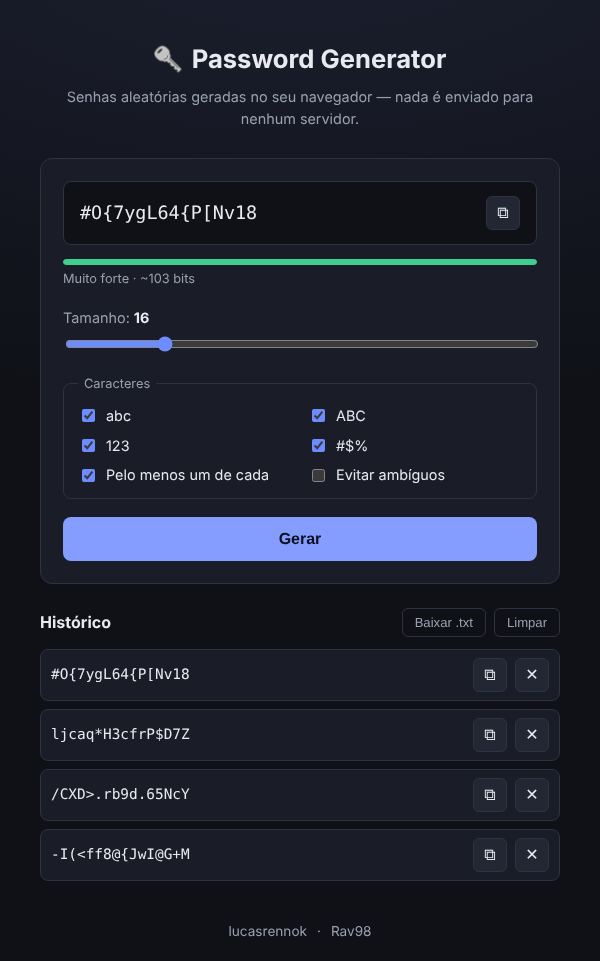 🔑 Password Generator
Senhas aleatórias geradas no seu navegador — nada é enviado para
nenhum servidor.
#O{7ygL64{P[Nv18
Muito forte · ~103 bits
Tamanho: 16
Caracteres
abc
ABC
123
#$%
Pelo menos um de cada
Evitar ambíguos
Gerar
Histórico
Baixar .txt
Limpar
#O{7ygL64{P[Nv18
ljcaq*H3cfrP$D7Z
/CXD>.rb9d.65NcY
-I(<ff8@{JwI@G+M
lucasrennok · Rav98